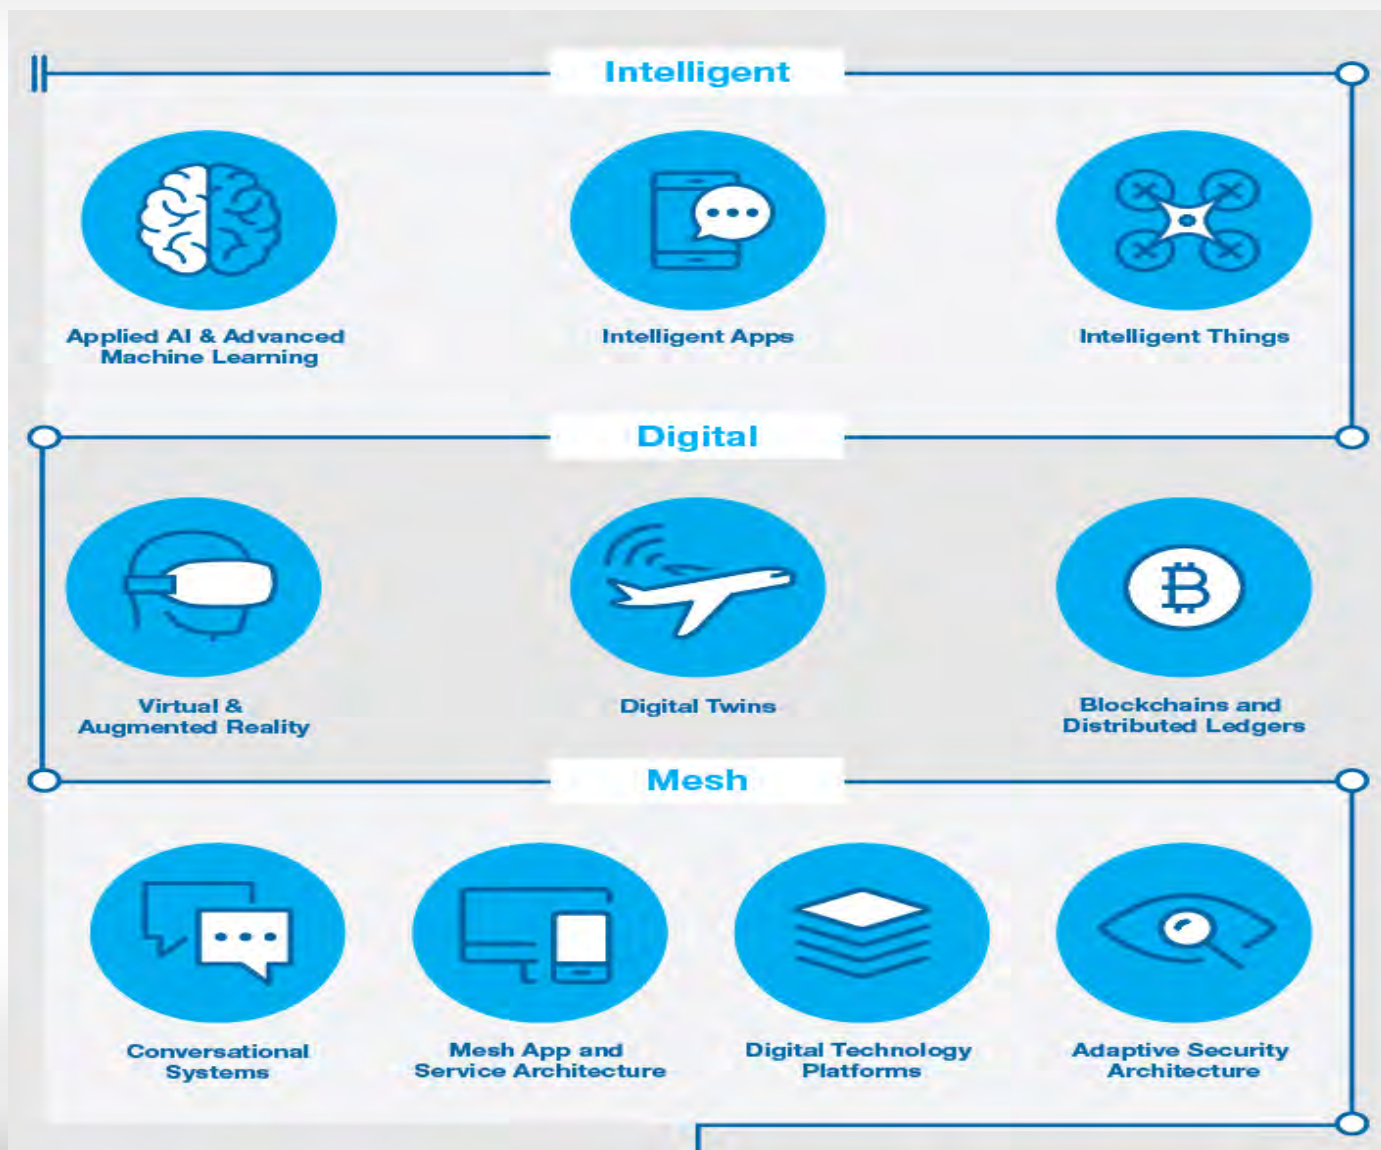 Intelligent
Applied AI & Advanced
Machine Learning
Intelligent Apps
Intelligent Things
Digital
Virtual &
Augmented Reality
Digital Twins
Blockchains and
Distributed Ledgers
Mesh
Conversational
Systems
Mesh App and
Service Architecture
Digital Technology
Platforms
Adaptive Security
Architecture